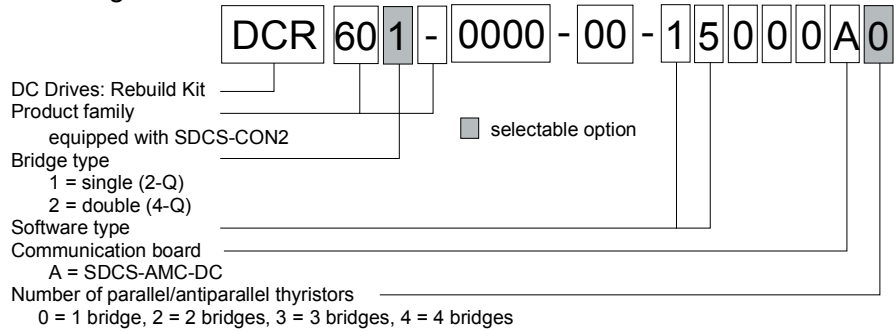 DCR 60 1 - 0000 - 00 - 1 5 0 0 0 A 0
DC Drives: Rebuild Kit
Product family
equipped with SDCS-CON2
selectable option
Bridge type
1 = single (2-Q)
2 = double (4-Q)
Software type
Communication board
A = SDCS-AMC-DC
Number of parallel/antiparallel thyristors
0 = 1 bridge, 2 = 2 bridges, 3 = 3 bridges, 4 = 4 bridges